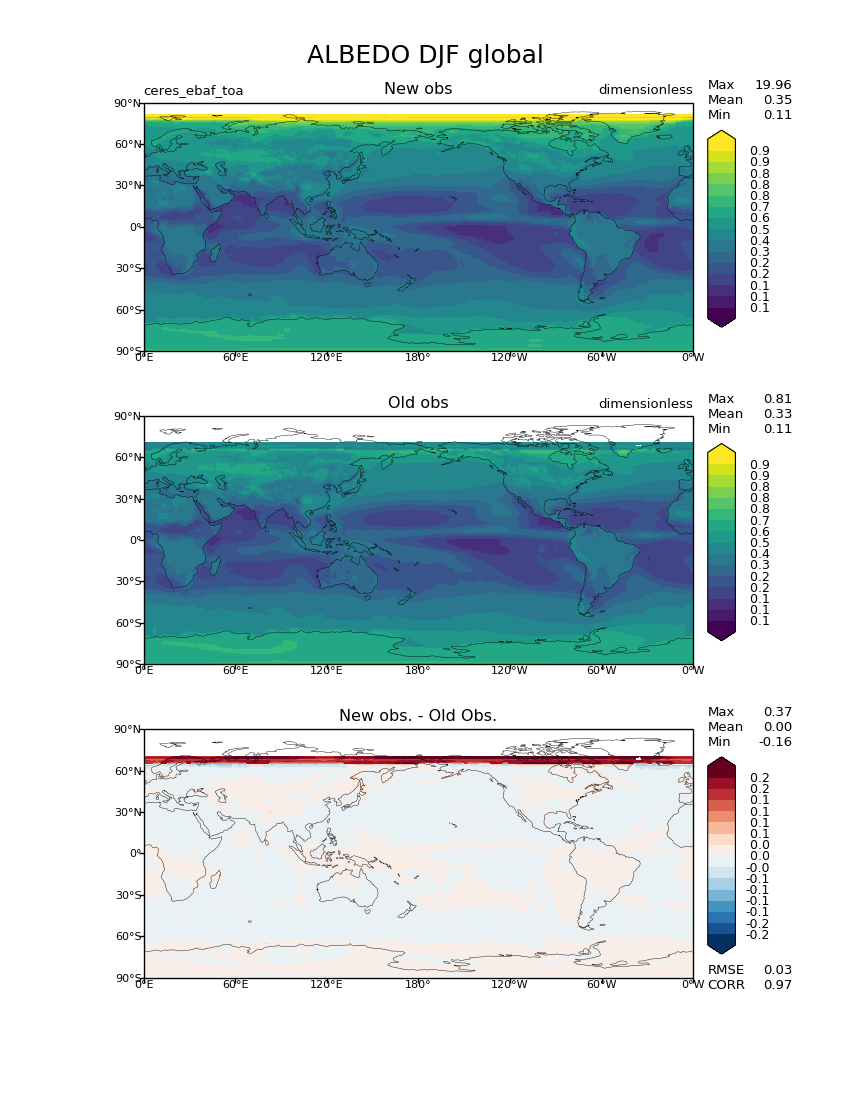 ALBEDO DJF global
ceres_ebaf_toa New obs dimensionless
Max 19.96
Mean 0.35
Min 0.11
90°N
60°N
30°N
0°
30°S
60°S
90°S
0°E 60°E 120°E 180° 120°W 60°W 0°W
0.9
0.9
0.8
0.8
0.8
0.7
0.6
0.5
0.4
0.3
0.2
0.2
0.1
0.1
0.1
Old obs dimensionless
Max 0.81
Mean 0.33
Min 0.11
90°N
60°N
30°N
0°
30°S
60°S
90°S
0°E 60°E 120°E 180° 120°W 60°W 0°W
0.9
0.9
0.8
0.8
0.8
0.7
0.6
0.5
0.4
0.3
0.2
0.2
0.1
0.1
0.1
New obs. - Old Obs.
Max 0.37
Mean 0.00
Min -0.16
90°N
60°N
30°N
0°
30°S
60°S
90°S
0°E 60°E 120°E 180° 120°W 60°W 0°W
0.2
0.2
0.1
0.1
0.1
0.1
0.0
0.0
-0.0
-0.1
-0.1
-0.1
-0.1
-0.2
-0.2
RMSE 0.03
CORR 0.97